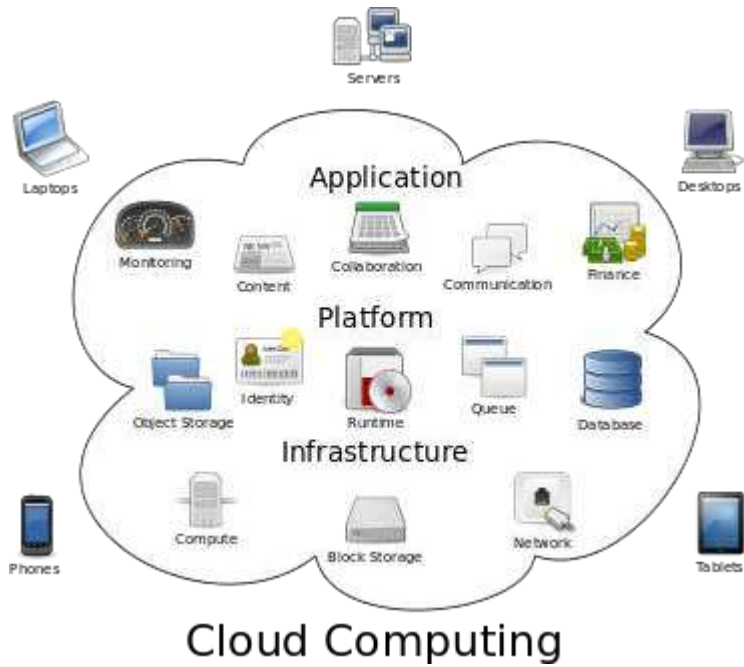 Servers
Laptops
Desktops
Application
Monitoring
Content
Collaboration
Communication
Finance
Platform
Object Storage
Identity
Runtime
Queue
Database
Infrastructure
Compute
Block Storage
Network
Phones
Tablets
Cloud Computing